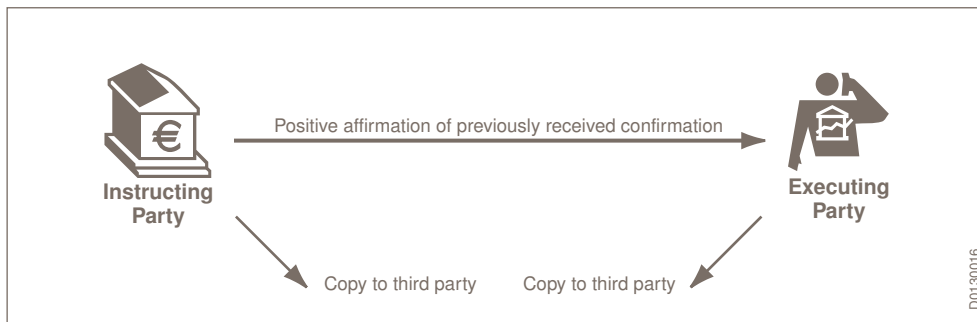 Positive affirmation of previously received confirmation
€
Instructing
Party
Executing
Party
Copy to third party
Copy to third party
D0130016